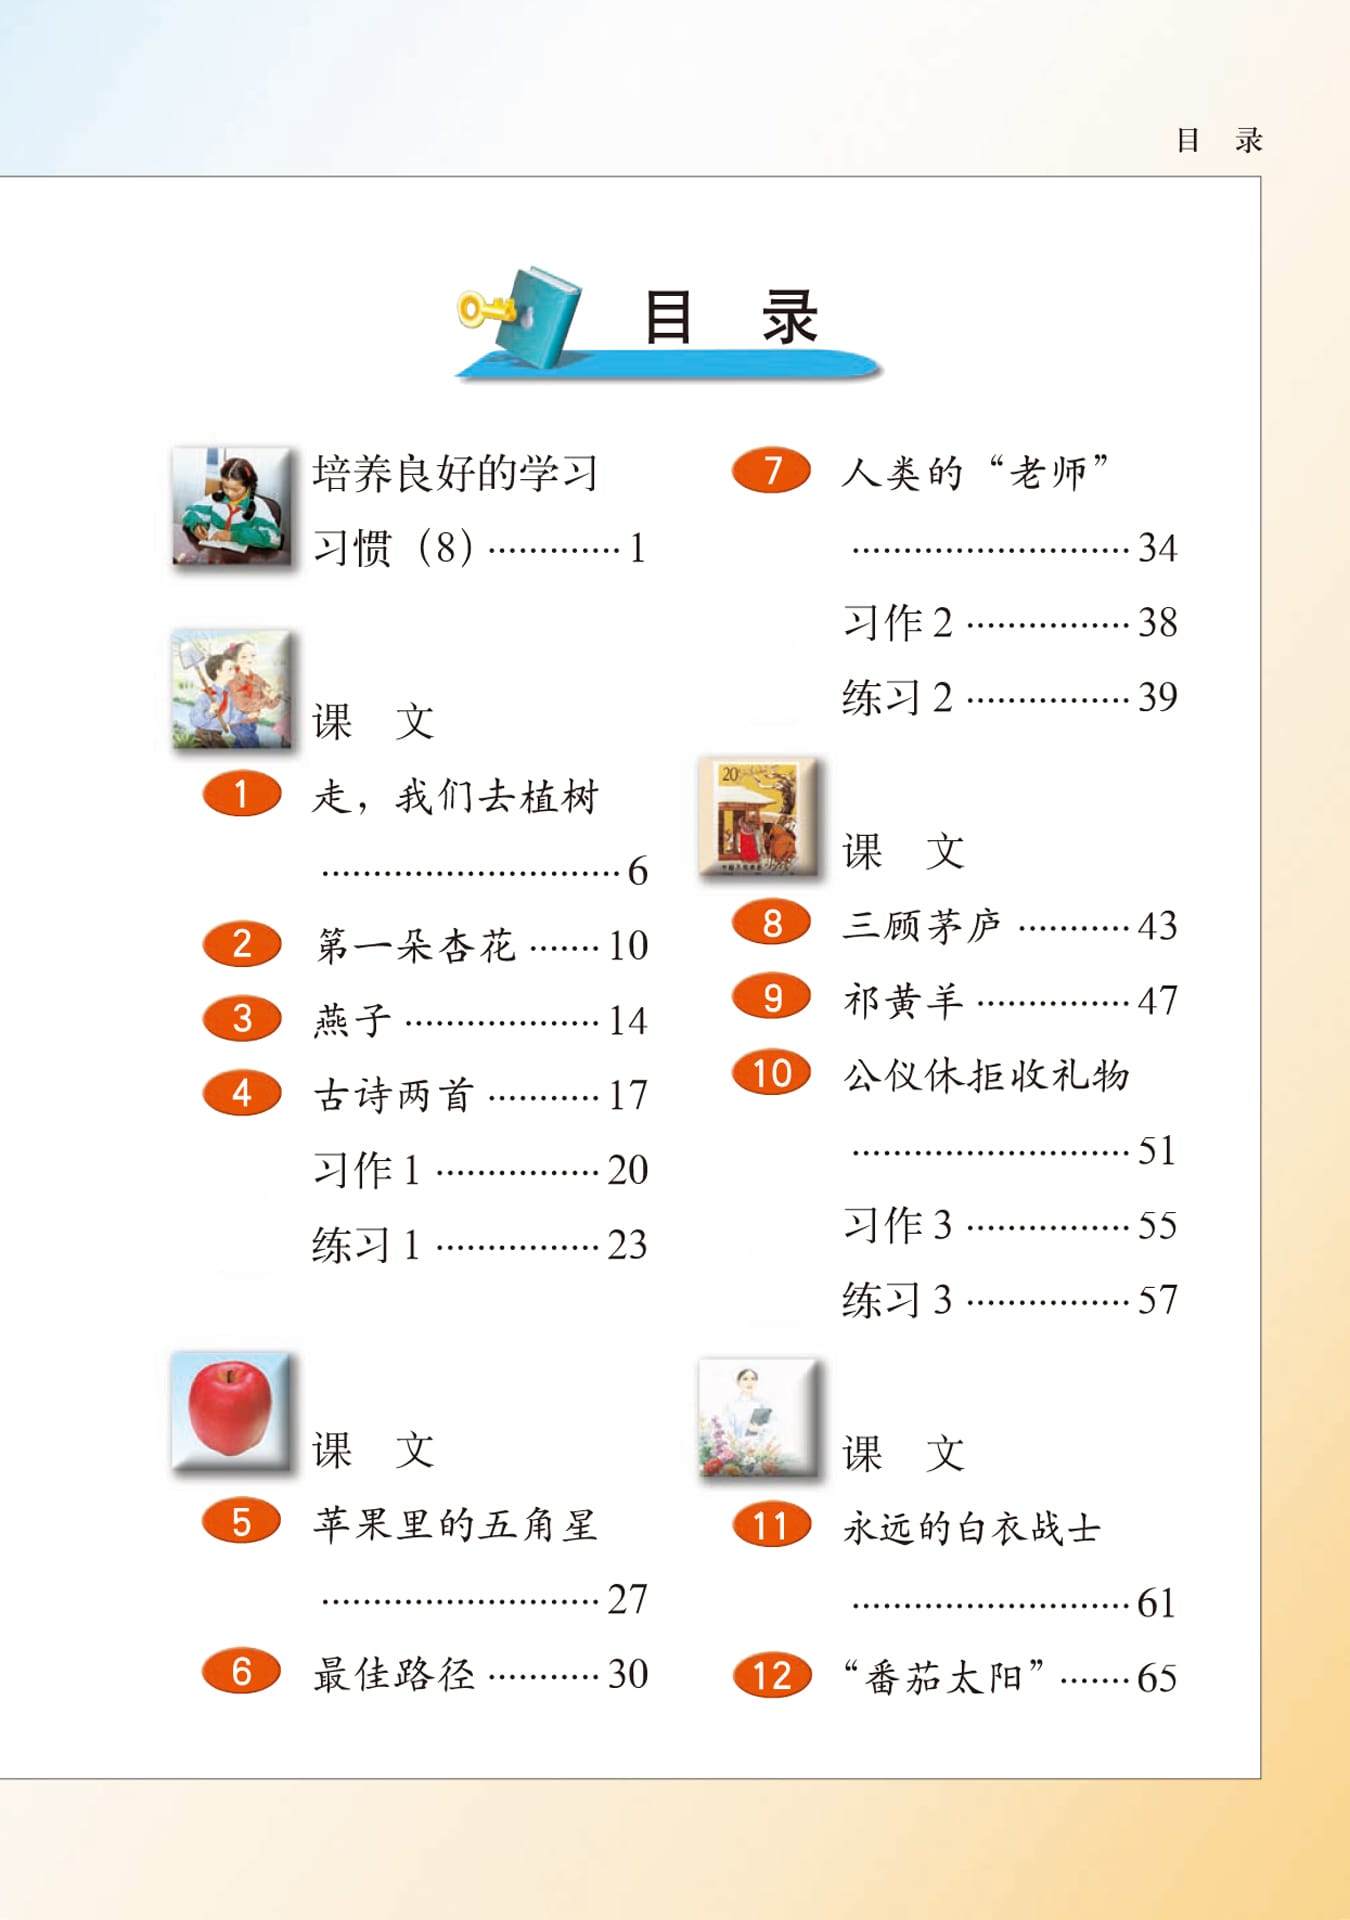 目 录
目 录
培养良好的学习
习惯（8）············· 1
课 文
1 走，我们去植树
····························· 6
2 第一朵杏花 ······· 10
3 燕子 ··················· 14
4 古诗两首 ··········· 17
习作 1 ················ 20
练习 1 ················ 23
课 文
5 苹果里的五角星
··························· 27
6 最佳路径 ··········· 30
7 人类的“老师”
··························· 34
习作 2 ················ 38
练习 2 ················ 39
20
课 文
8 三顾茅庐 ··········· 43
9 祁黄羊 ··············· 47
10 公仪休拒收礼物
··························· 51
习作 3 ················ 55
练习 3 ················ 57
课 文
11 永远的白衣战士
··························· 61
12 “番茄太阳” ······· 65